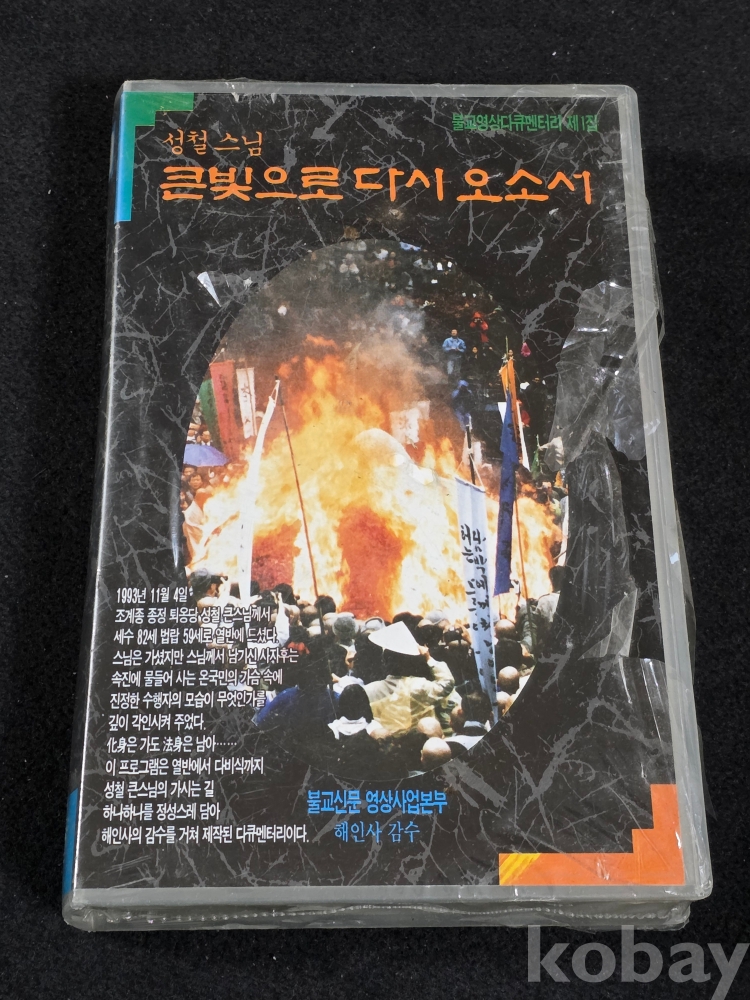 불교영상다큐멘터리 제1집
성철 스님
큰빛으로 다시 오소서
1993년 11월 4일
조계종 종정 퇴옹당 성철 큰스님께서
세수 82세 법랍 59세로 열반에 드셨다.
스님은 가셨지만 스님께서 남기신 사자후는
속진에 물들어 사는 온국민의 가슴 속에
진정한 수행자의 모습이 무엇인가를
깊이 각인시켜 주었다.
化身은 가도 法身은 남아……
이 프로그램은 열반에서 다비식까지
성철 큰스님의 가시는 길
하나하나를 정성스레 담아
해인사의 감수를 거쳐 제작된 다큐멘터리이다.
불교신문 영상사업본부
해인사 감수
kobay